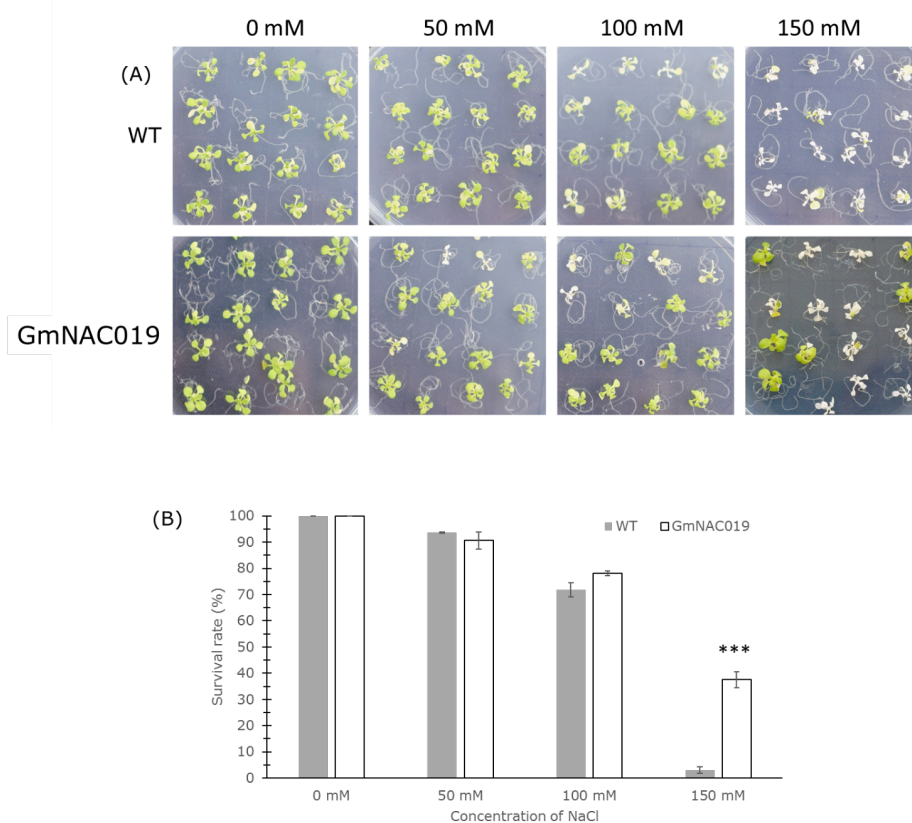 0 mM 50 mM 100 mM 150 mM
(A)
WT
GmNAC019
(B)
WT GmNAC019
***
100
90
80
70
60
50
40
30
20
10
0
Survival rate (%)
0 mM 50 mM 100 mM 150 mM
Concentration of NaCl